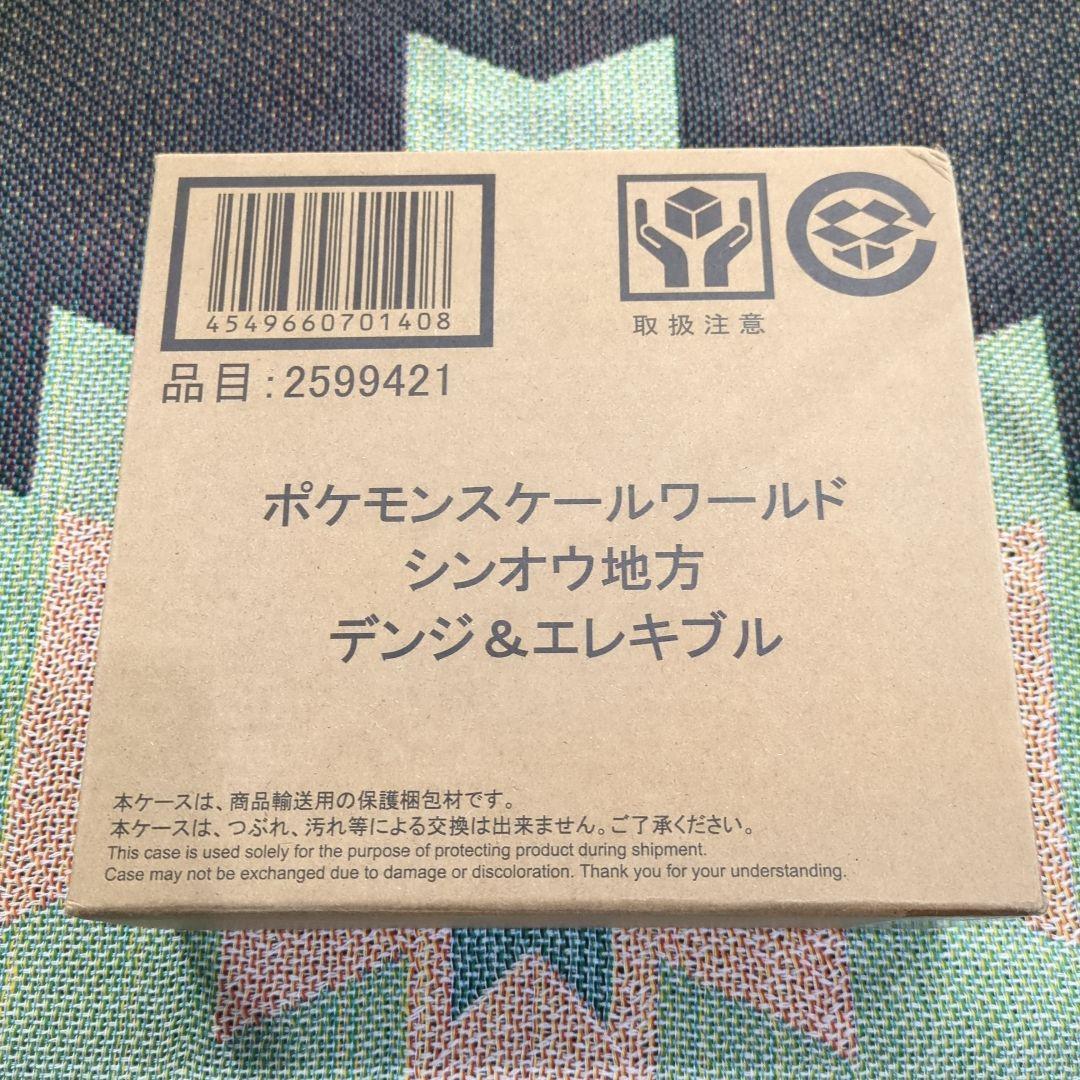 4549660701408
取扱注意
品目:2599421
ポケモンスケールワールド
シンオウ地方
デンジ&エレキブル
本ケースは、商品輸送用の保護梱包材です。
本ケースは、つぶれ、汚れ等による交換は出来ません。ご了承ください。
This case is used solely for the purpose of protecting product during shipment.
Case may not be exchanged due to damage or discoloration. Thank you for your understanding.